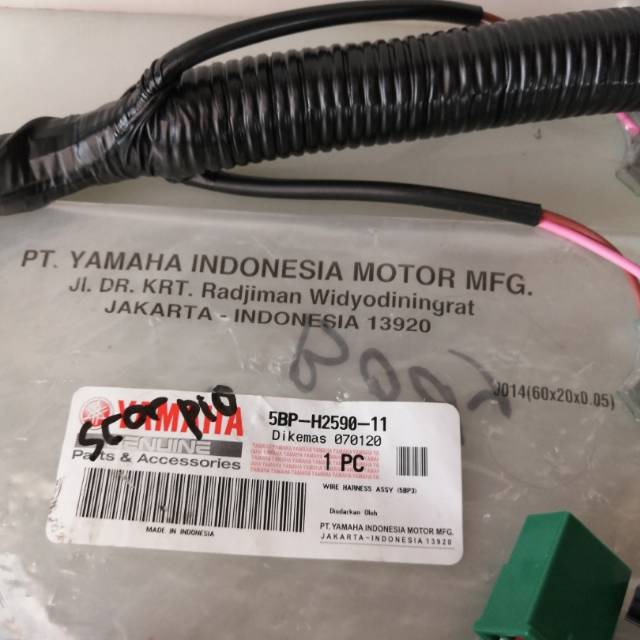 PT. YAMAHA INDONESIA MOTOR MFG.
Jl. DR. KRT. Radjiman Widyodiningrat
JAKARTA - INDONESIA 13920
J014(60x20x0.05)
YAMAHA
scorpio
GENUINE
Parts & Accessories
5BP-H2590-11
Dikemas 070120
1 PC
WIRE HARNESS ASSY (5BP3)
Diedarkan Oleh
PT. YAMAHA INDONESIA MOTOR MFG.
JAKARTA-INDONESIA 13920
MADE IN INDONESIA